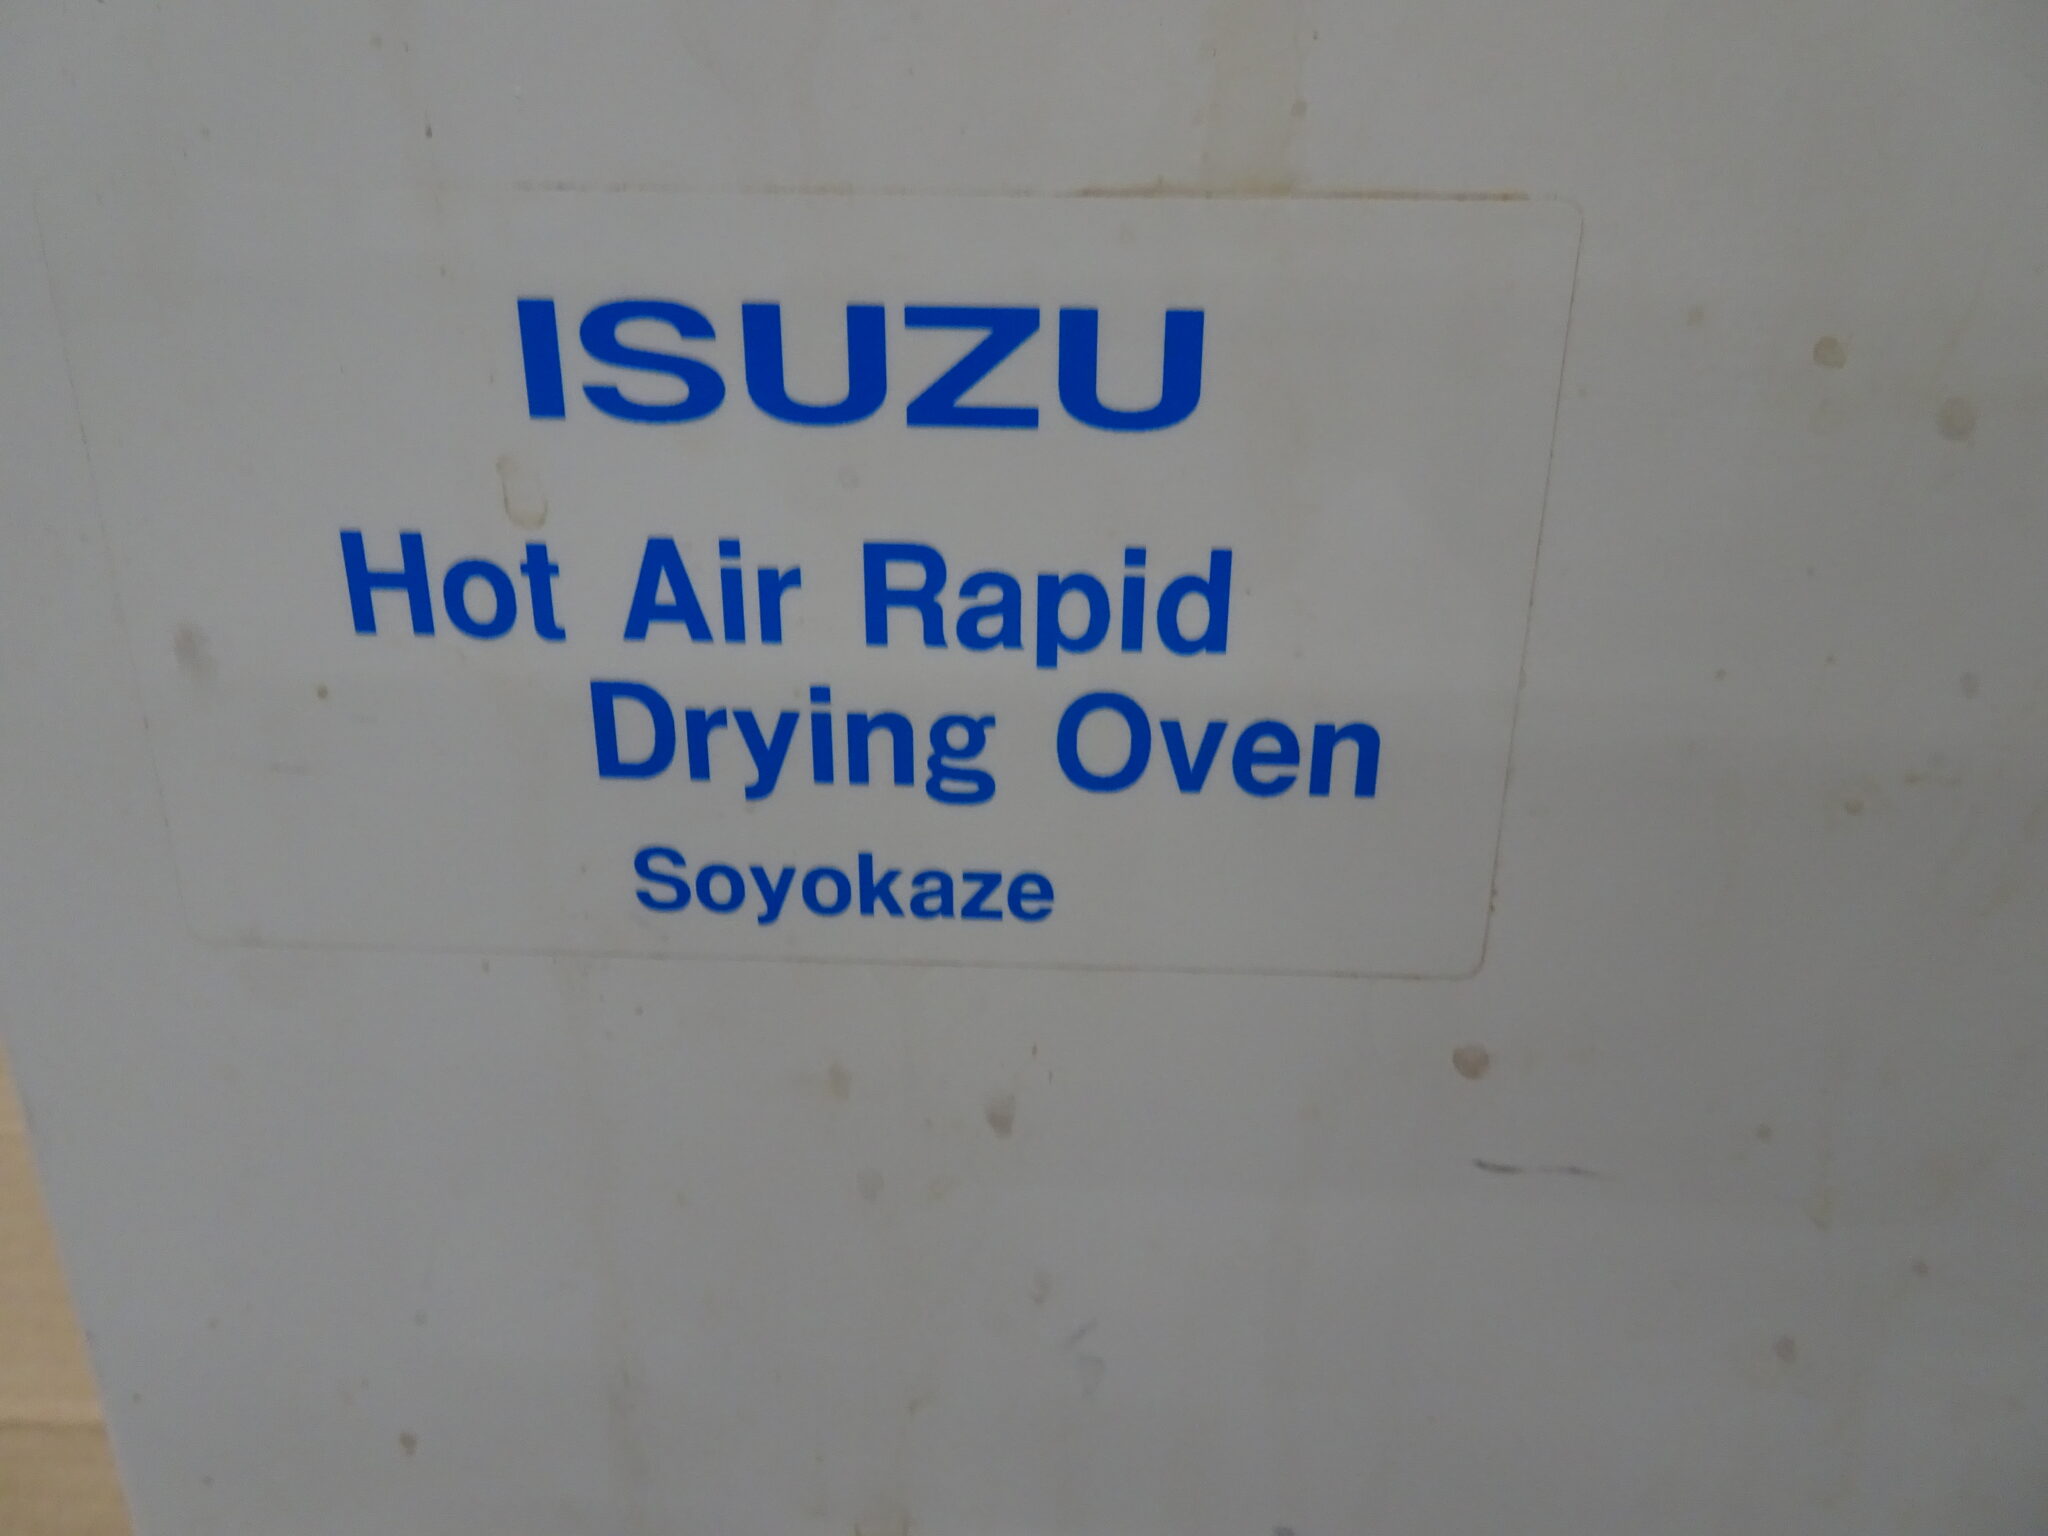 ISUZU
Hot Air Rapid
Drying Oven
Soyokaze